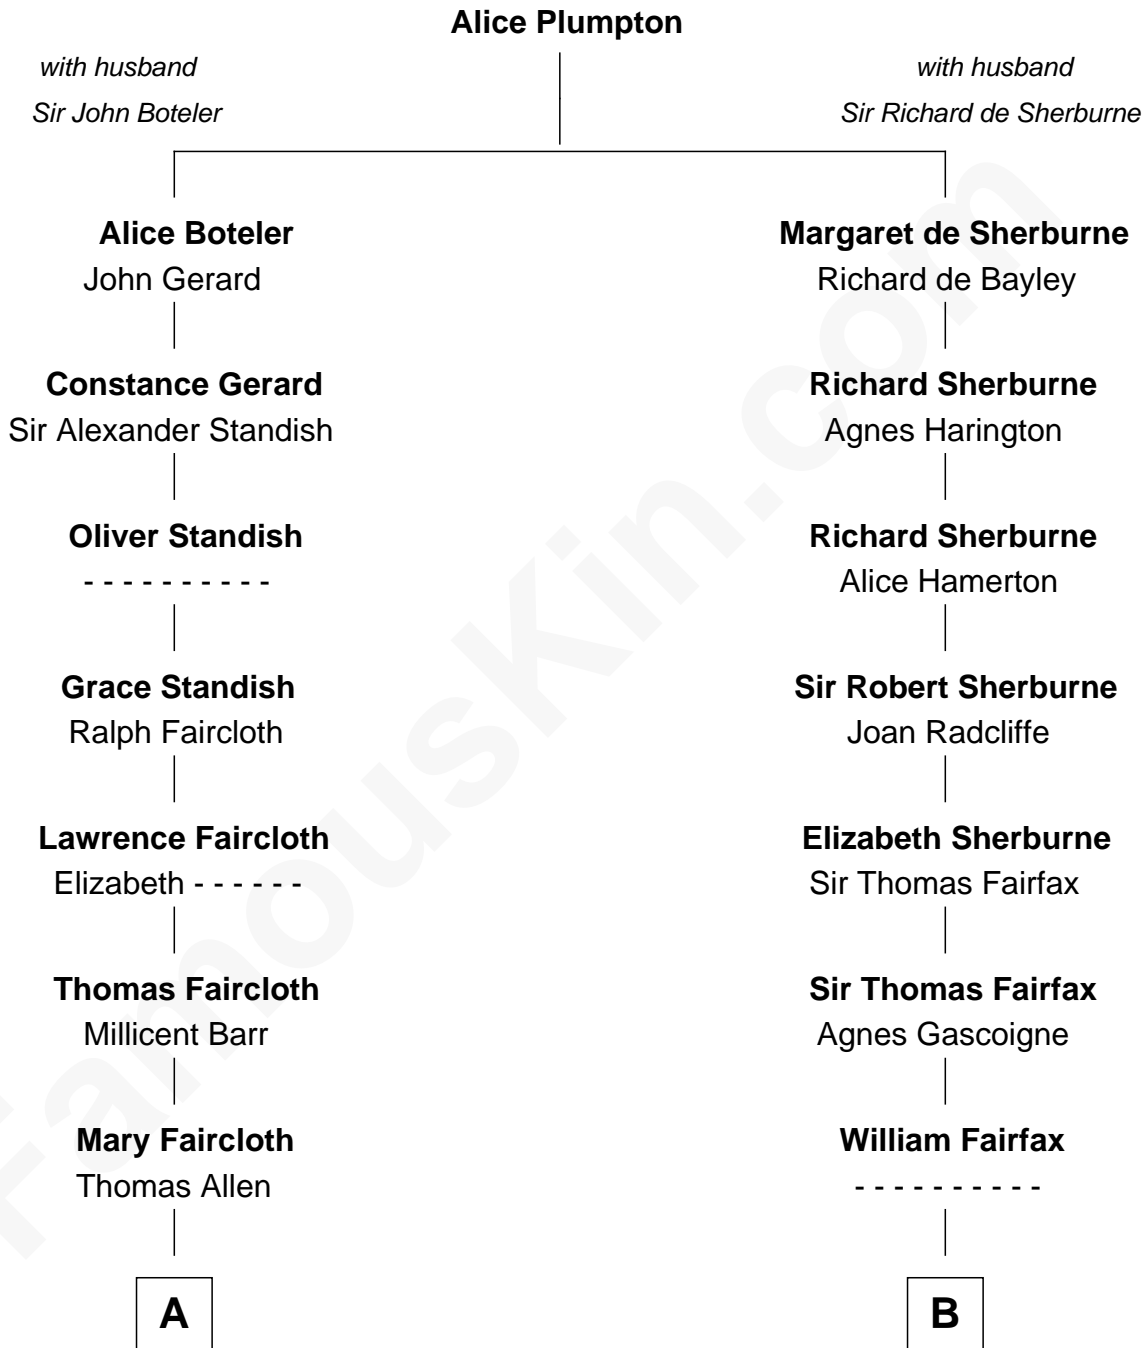 Alice Plumpton
with husband
Sir John Boteler
with husband
Sir Richard de Sherburne
Alice Boteler
John Gerard
Margaret de Sherburne
Richard de Bayley
Constance Gerard
Sir Alexander Standish
Richard Sherburne
Agnes Harington
Oliver Standish
- - - - - - - - - -
Richard Sherburne
Alice Hamerton
Grace Standish
Ralph Faircloth
Sir Robert Sherburne
Joan Radcliffe
Lawrence Faircloth
Elizabeth - - - - - -
Elizabeth Sherburne
Sir Thomas Fairfax
Thomas Faircloth
Millicent Barr
Sir Thomas Fairfax
Agnes Gascoigne
Mary Faircloth
Thomas Allen
William Fairfax
- - - - - - - - - -
A
B
FamousKin.com